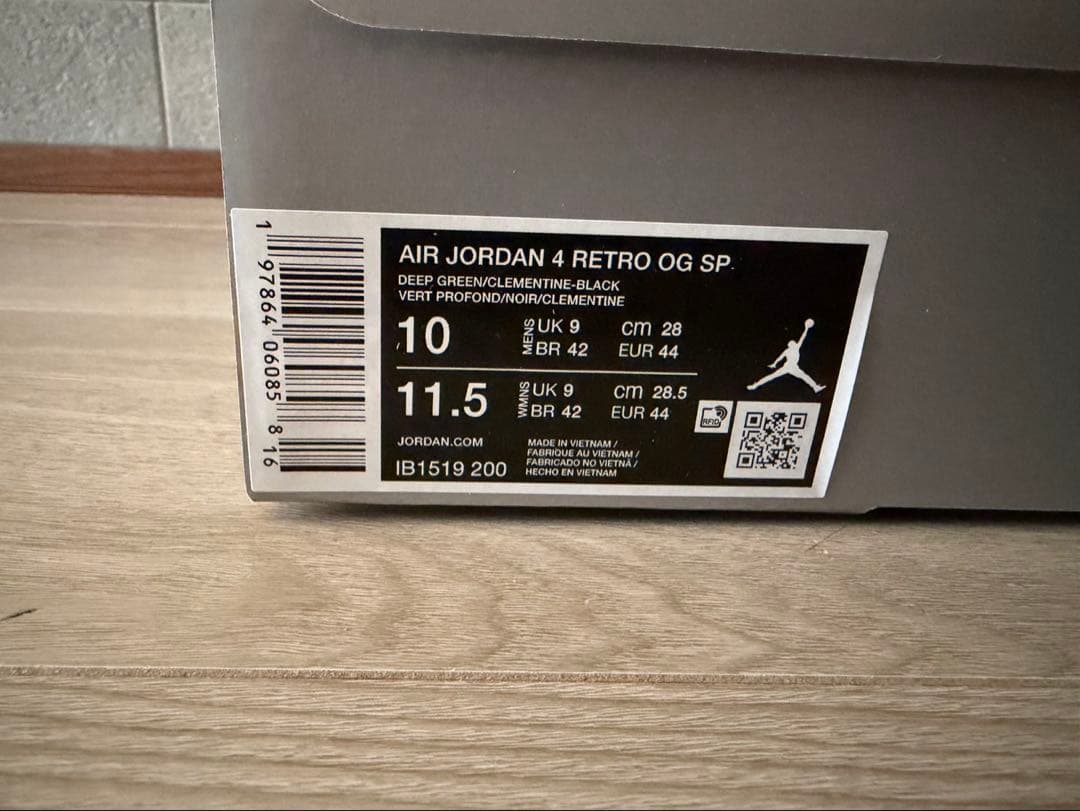 1 97864 06085 8 16
AIR JORDAN 4 RETRO OG SP
DEEP GREEN/CLEMENTINE-BLACK
VERT PROFOND/NOIR/CLEMENTINE
10 MENS UK 9 cm 28
BR 42 EUR 44
11.5 WMNS UK 9 cm 28.5
BR 42 EUR 44
RFID
JORDAN.COM
IB1519 200
MADE IN VIETNAM /
FABRIQUE AU VIETNAM /
FABRICADO NO VIETNÃ /
HECHO EN VIETNAM